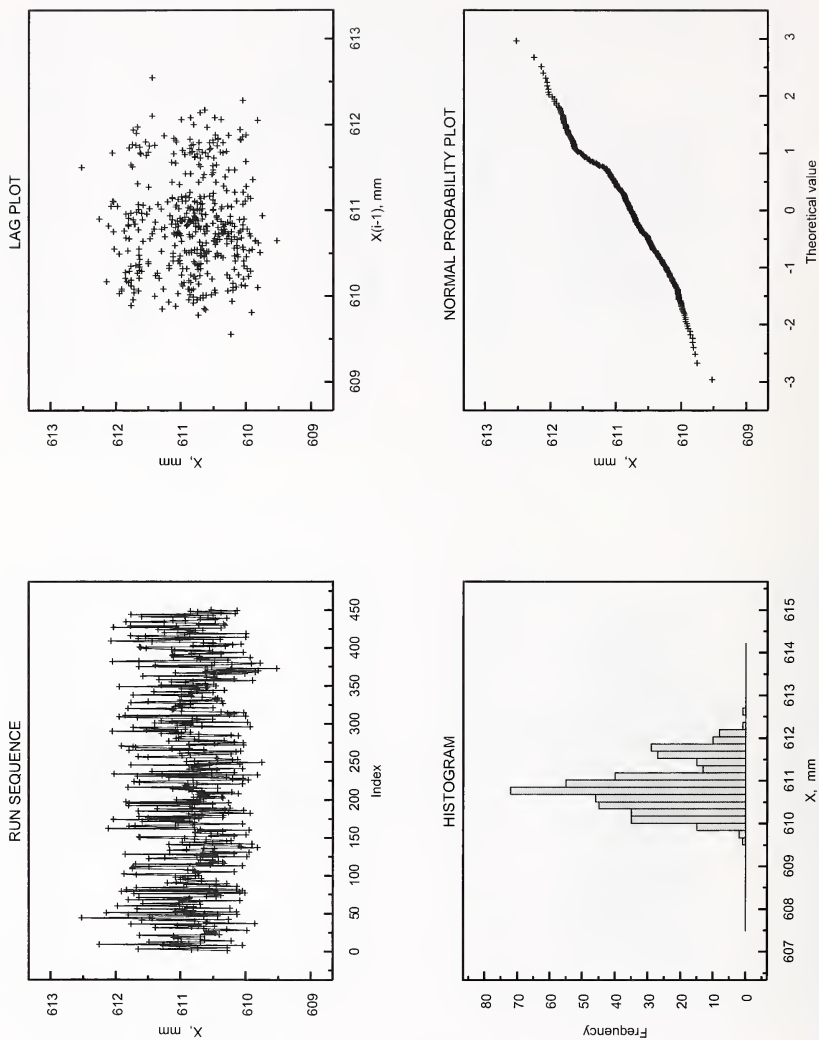 RUN SEQUENCE
X, mm
613
612
611
610
609
0 50 100 150 200 250 300 350 400 450
Index
LAG PLOT
X, mm
613
612
611
610
609
609 610 611 612 613
X(i-1), mm
HISTOGRAM
Frequency
80
70
60
50
40
30
20
10
0
607 608 609 610 611 612 613 614 615
X, mm
NORMAL PROBABILITY PLOT
X, mm
613
612
611
610
609
-3 -2 -1 0 1 2 3
Theoretical value